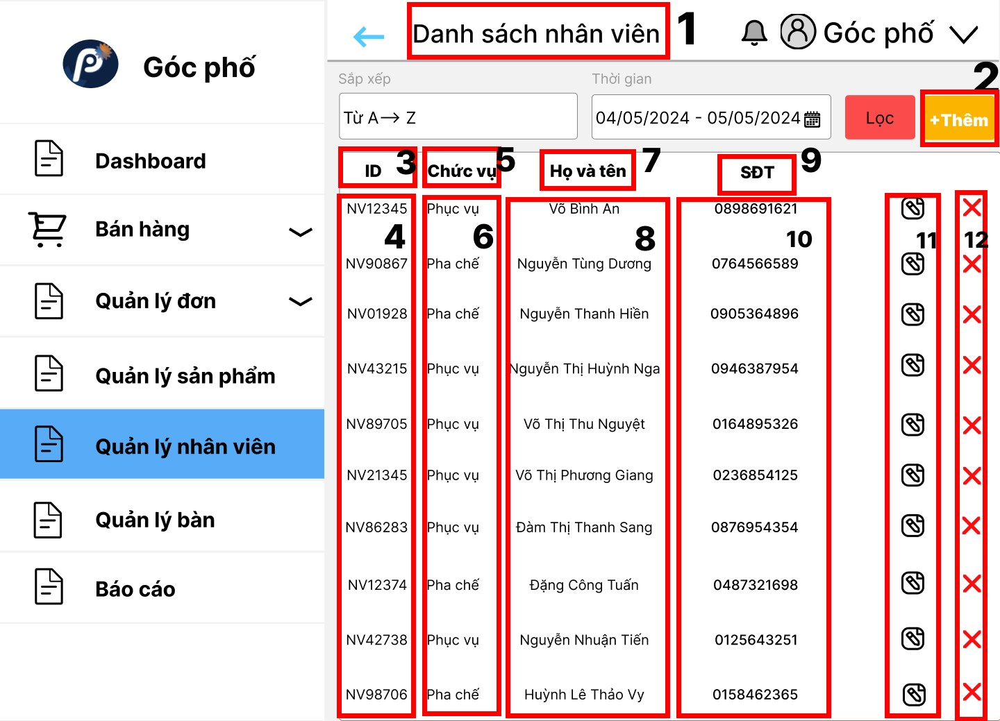 Góc phố
Dashboard
Bán hàng
Quản lý đơn
Quản lý sản phẩm
Quản lý nhân viên
Quản lý bàn
Báo cáo
Danh sách nhân viên 1 Góc phố
Sắp xếp Thời gian 2
Từ A→ Z 04/05/2024 - 05/05/2024 Lọc +Thêm
ID 3 Chức vụ 5 Họ và tên 7 SĐT 9
NV12345 Phục vụ Võ Bình An 0898691621
4 6 8 10 11 12
NV90867 Pha chế Nguyễn Tùng Dương 0764566589
NV01928 Pha chế Nguyễn Thanh Hiền 0905364896
NV43215 Phục vụ Nguyễn Thị Huỳnh Nga 0946387954
NV89705 Phục vụ Võ Thị Thu Nguyệt 0164895326
NV21345 Phục vụ Võ Thị Phương Giang 0236854125
NV86283 Phục vụ Đàm Thị Thanh Sang 0876954354
NV12374 Pha chế Đặng Công Tuấn 0487321698
NV42738 Phục vụ Nguyễn Nhuận Tiến 0125643251
NV98706 Pha chế Huỳnh Lê Thảo Vy 0158462365